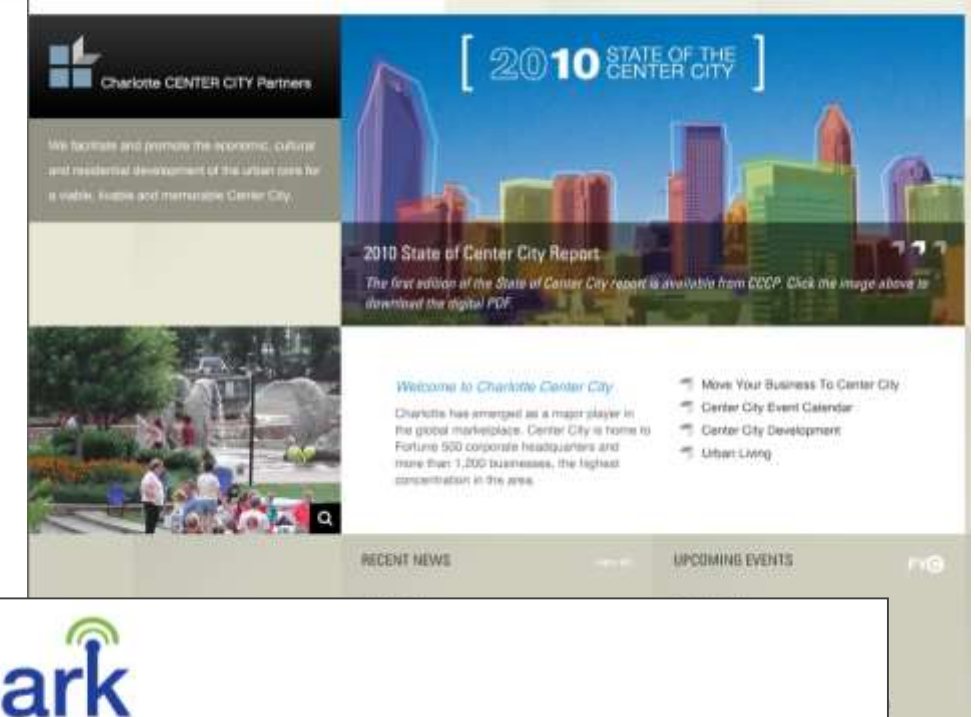 Charlotte CENTER CITY Partners
We facilitate and promote the economic, cultural
and residential development of the urban core for
a viable, livable and memorable Center City.
[ 2010 STATE OF THE
CENTER CITY ]
2010 State of Center City Report
The first edition of the State of Center City report is available from CCCP. Click the image above to
download the digital PDF.
Welcome to Charlotte Center City
Charlotte has emerged as a major player in
the global marketplace. Center City is home to
Fortune 500 corporate headquarters and
more than 1,200 businesses, the highest
concentration in the area.
Move Your Business To Center City
Center City Event Calendar
Center City Development
Urban Living
RECENT NEWS
UPCOMING EVENTS
FYC
ark